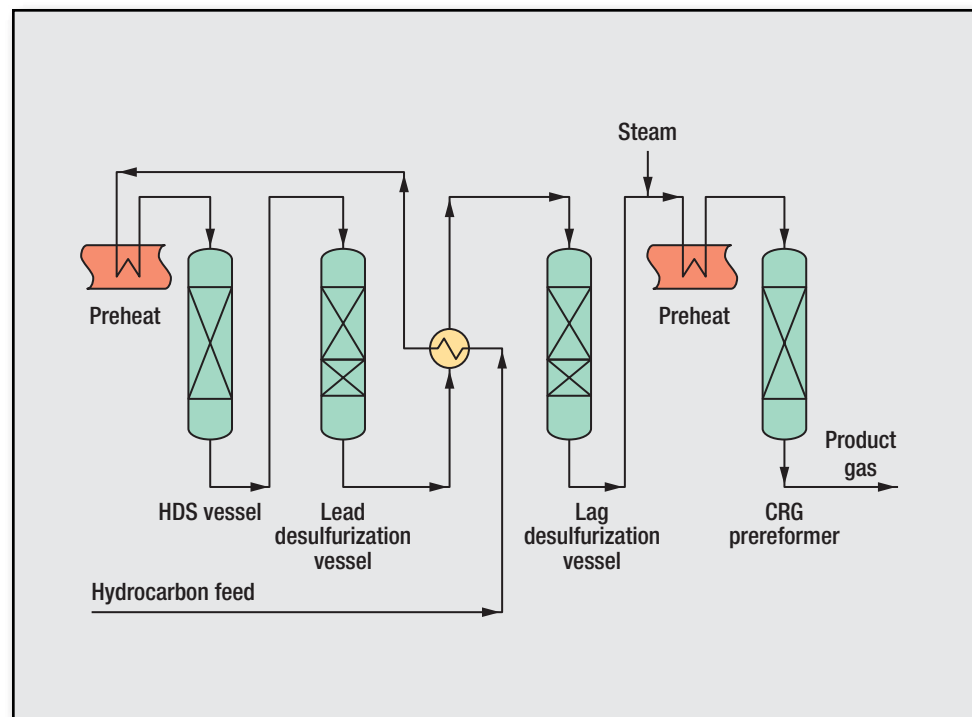 Steam
Preheat
Preheat
Product
gas
HDS vessel
Lead
desulfurization
vessel
Lag
desulfurization
vessel
CRG
prereformer
Hydrocarbon feed